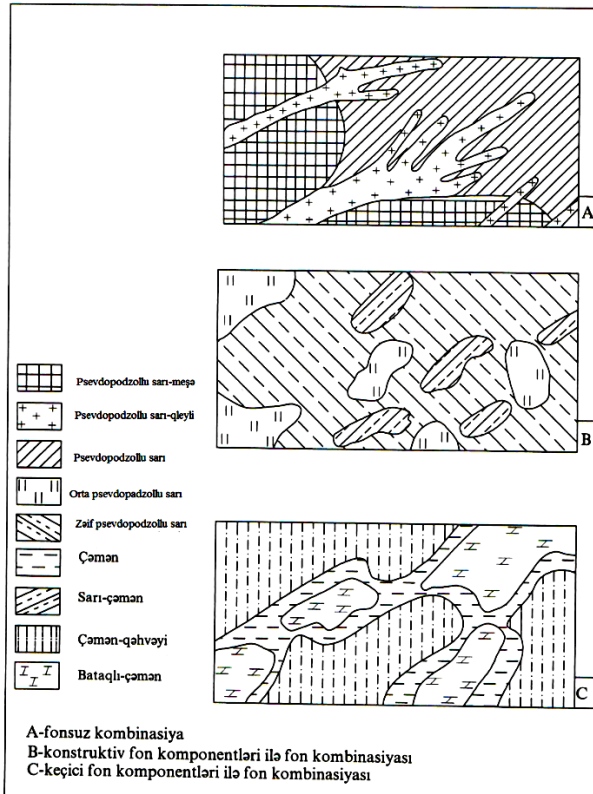 A
B
C
Psevdopodzollu sarı-meşə
Psevdopodzollu sarı-qleyli
Psevdopodzollu sarı
Orta psevdopadzollu sarı
Zəif psevdopodzollu sarı
Çəmən
Sarı-çəmən
Çəmən-qəhvəyi
Bataqlı-çəmən
A-fonsuz kombinasiya
B-konstruktiv fon komponentləri ilə fon kombinasiyası
C-keçici fon komponentləri ilə fon kombinasiyası